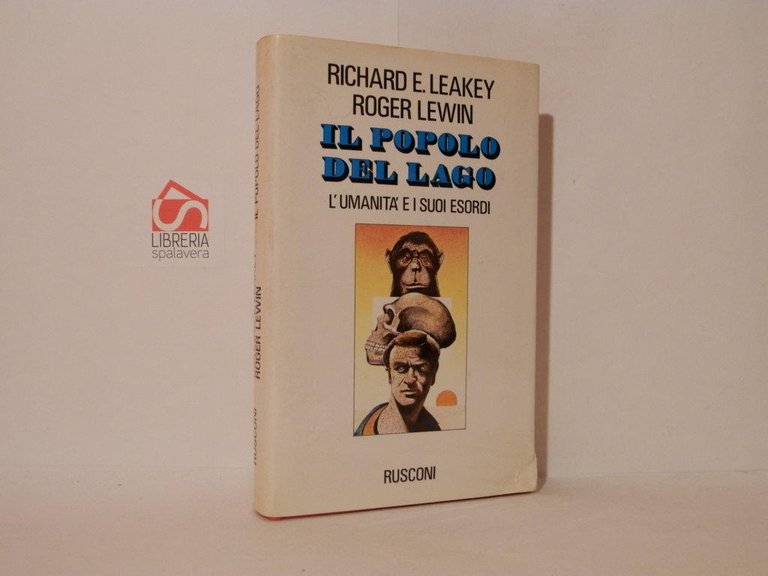 RICHARD E. LEAKEY
ROGER LEWIN
IL POPOLO
DEL LAGO
L'UMANITA' E I SUOI ESORDI
RUSCONI
RUSCONI
ROGER LEWIN
IL POPOLO DEL LAGO
LIBRERIA
spalavera